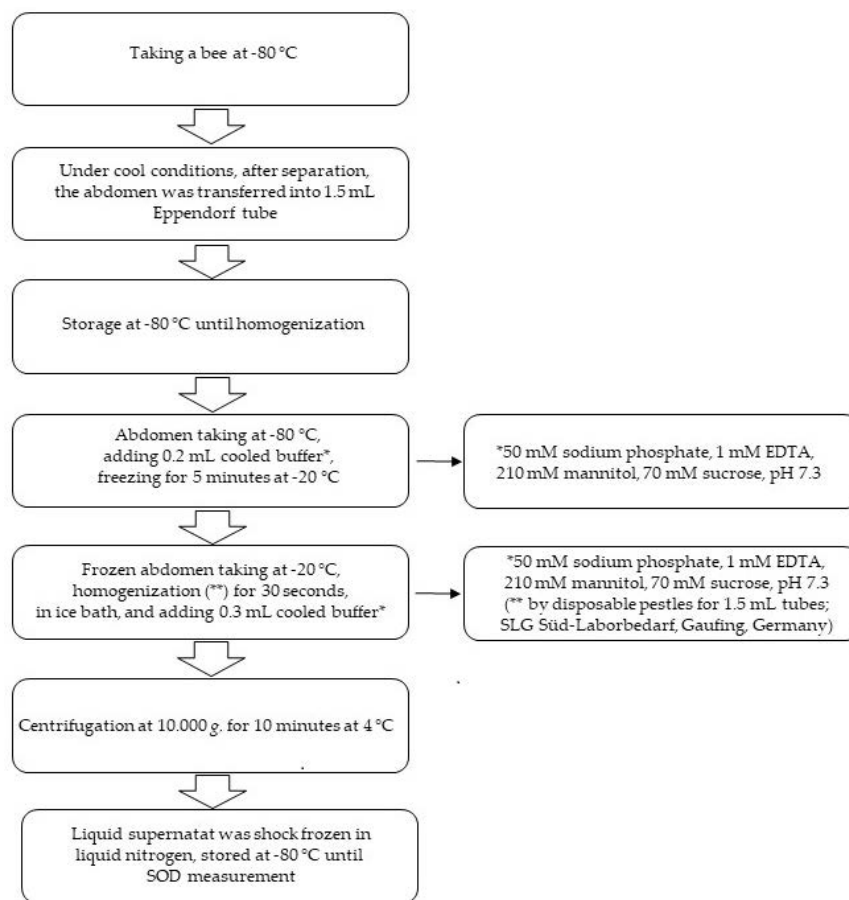 Taking a bee at -80 °C
Under cool conditions, after separation,
the abdomen was transferred into 1.5 mL
Eppendorf tube
Storage at -80 °C until homogenization
Abdomen taking at -80 °C,
adding 0.2 mL cooled buffer*,
freezing for 5 minutes at -20 °C
*50 mM sodium phosphate, 1 mM EDTA,
210 mM mannitol, 70 mM sucrose, pH 7.3
Frozen abdomen taking at -20 °C,
homogenization (**) for 30 seconds,
in ice bath, and adding 0.3 mL cooled buffer*
*50 mM sodium phosphate, 1 mM EDTA,
210 mM mannitol, 70 mM sucrose, pH 7.3
(** by disposable pestles for 1.5 mL tubes;
SLG Süd-Laborbedarf, Gaufing, Germany)
Centrifugation at 10.000 g. for 10 minutes at 4 °C
Liquid supernatat was shock frozen in
liquid nitrogen, stored at -80 °C until
SOD measurement